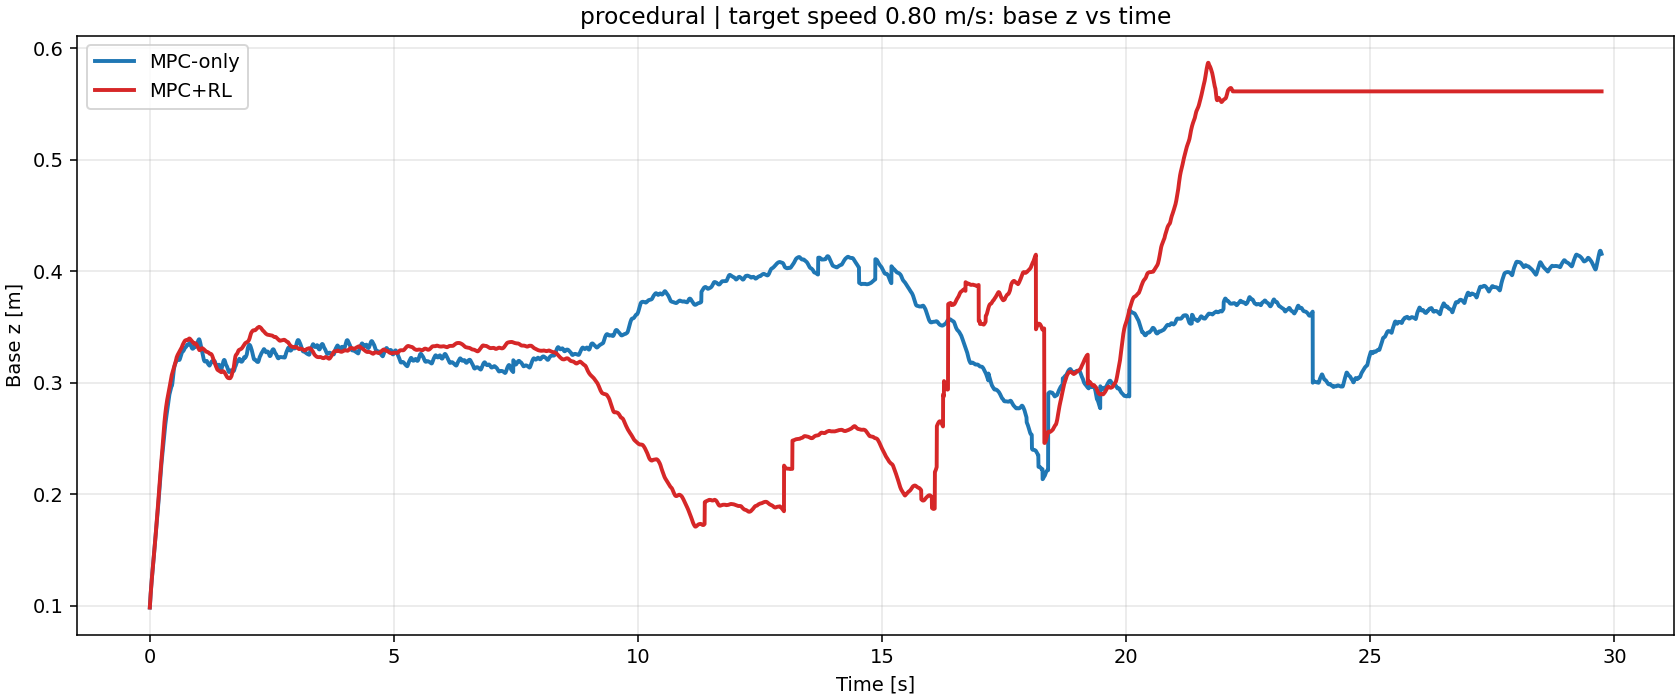 procedural | target speed 0.80 m/s: base z vs time
MPC-only
MPC+RL
Base z [m]
0.6
0.5
0.4
0.3
0.2
0.1
0 5 10 15 20 25 30
Time [s]